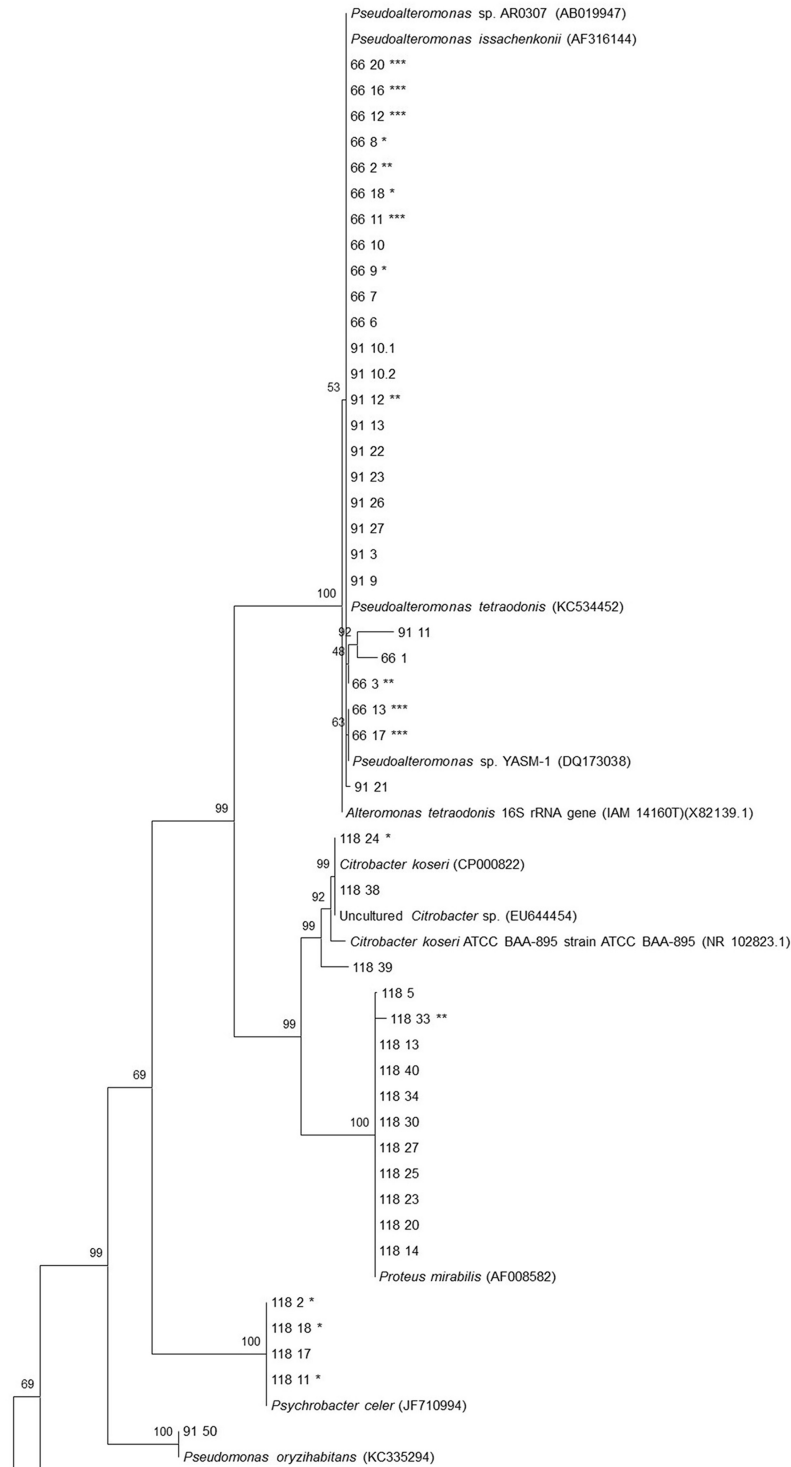 Pseudoalteromonas sp. AR0307 (AB019947)
Pseudoalteromonas issachenkonii (AF316144)
66 20 ***
66 16 ***
66 12 ***
66 8 *
66 2 **
66 18 *
66 11 ***
66 10
66 9 *
66 7
66 6
91 10.1
91 10.2
53
91 12 **
91 13
91 22
91 23
91 26
91 27
91 3
91 9
100
Pseudoalteromonas tetraodonis (KC534452)
92
91 11
48
66 1
66 3 **
66 13 ***
63
66 17 ***
Pseudoalteromonas sp. YASM-1 (DQ173038)
91 21
99
Alteromonas tetraodonis 16S rRNA gene (IAM 14160T)(X82139.1)
118 24 *
99
Citrobacter koseri (CP000822)
118 38
92
Uncultured Citrobacter sp. (EU644454)
99
Citrobacter koseri ATCC BAA-895 strain ATCC BAA-895 (NR 102823.1)
118 39
118 5
99
118 33 **
118 13
118 40
69
118 34
100
118 30
118 27
118 25
118 23
118 20
99
118 14
Proteus mirabilis (AF008582)
118 2 *
118 18 *
100
118 17
118 11 *
69
Psychrobacter celer (JF710994)
100
91 50
Pseudomonas oryzihabitans (KC335294)